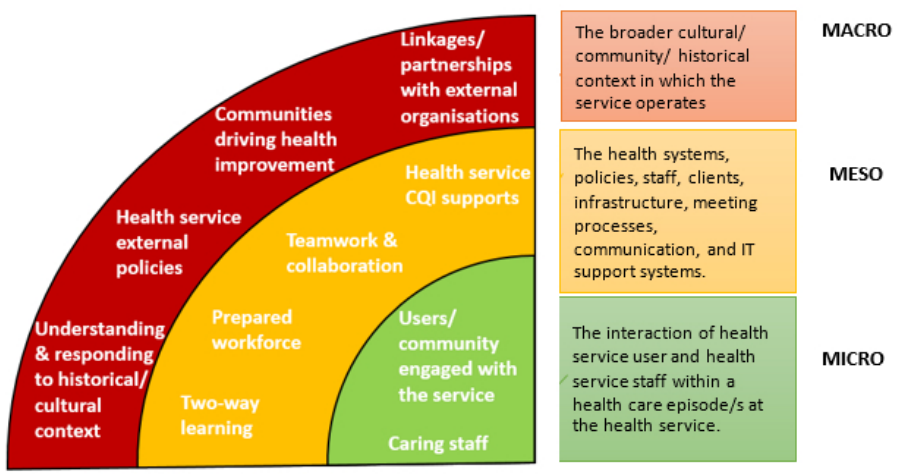 Linkages/
partnerships
with external
organisations
Communities
driving health
improvement
Health service
external
policies
Understanding
& responding
to historical/
cultural
context
Health service
CQI supports
Teamwork &
collaboration
Prepared
workforce
Two-way
learning
Users/
community
engaged with
the service
Caring staff
The broader cultural/
community/ historical
context in which the
service operates
MACRO
The health systems,
policies, staff, clients,
infrastructure, meeting
processes,
communication, and IT
support systems.
MESO
The interaction of health
service user and health
service staff within a
health care episode/s at
the health service.
MICRO